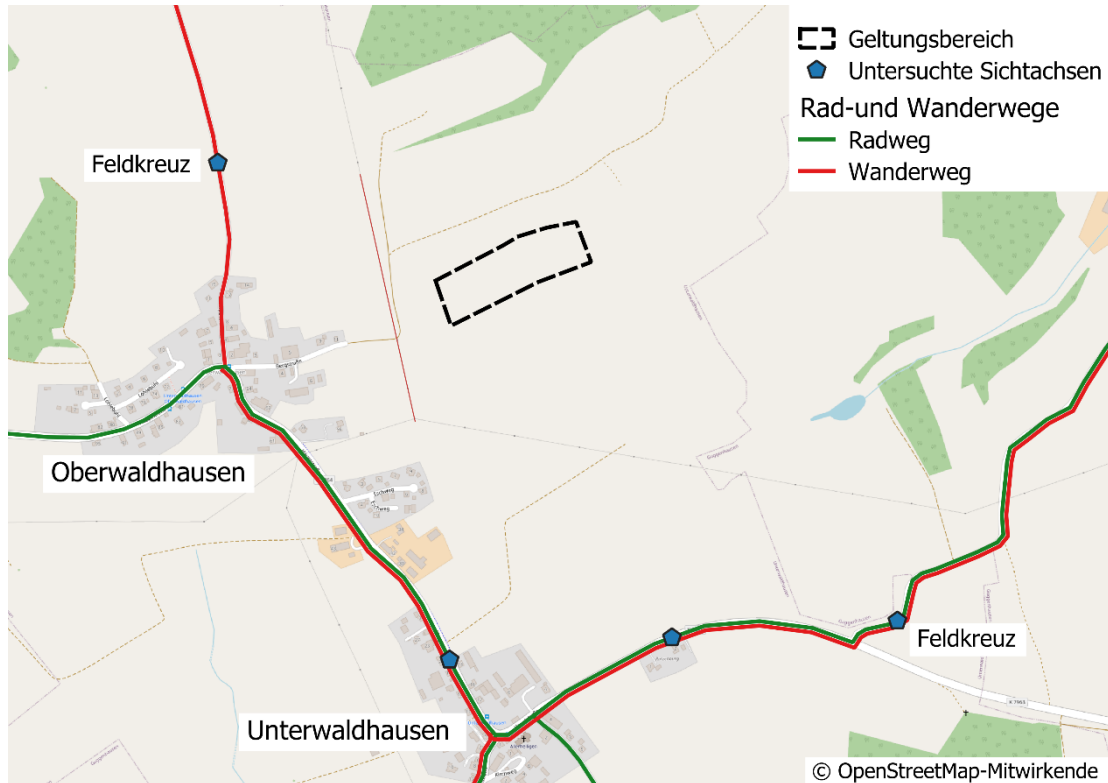 Geltungsbereich
Untersuchte Sichtachsen
Rad-und Wanderwege
Radweg
Wanderweg
Feldkreuz
Oberwaldhausen
Feldkreuz
Unterwaldhausen
© OpenStreetMap-Mitwirkende